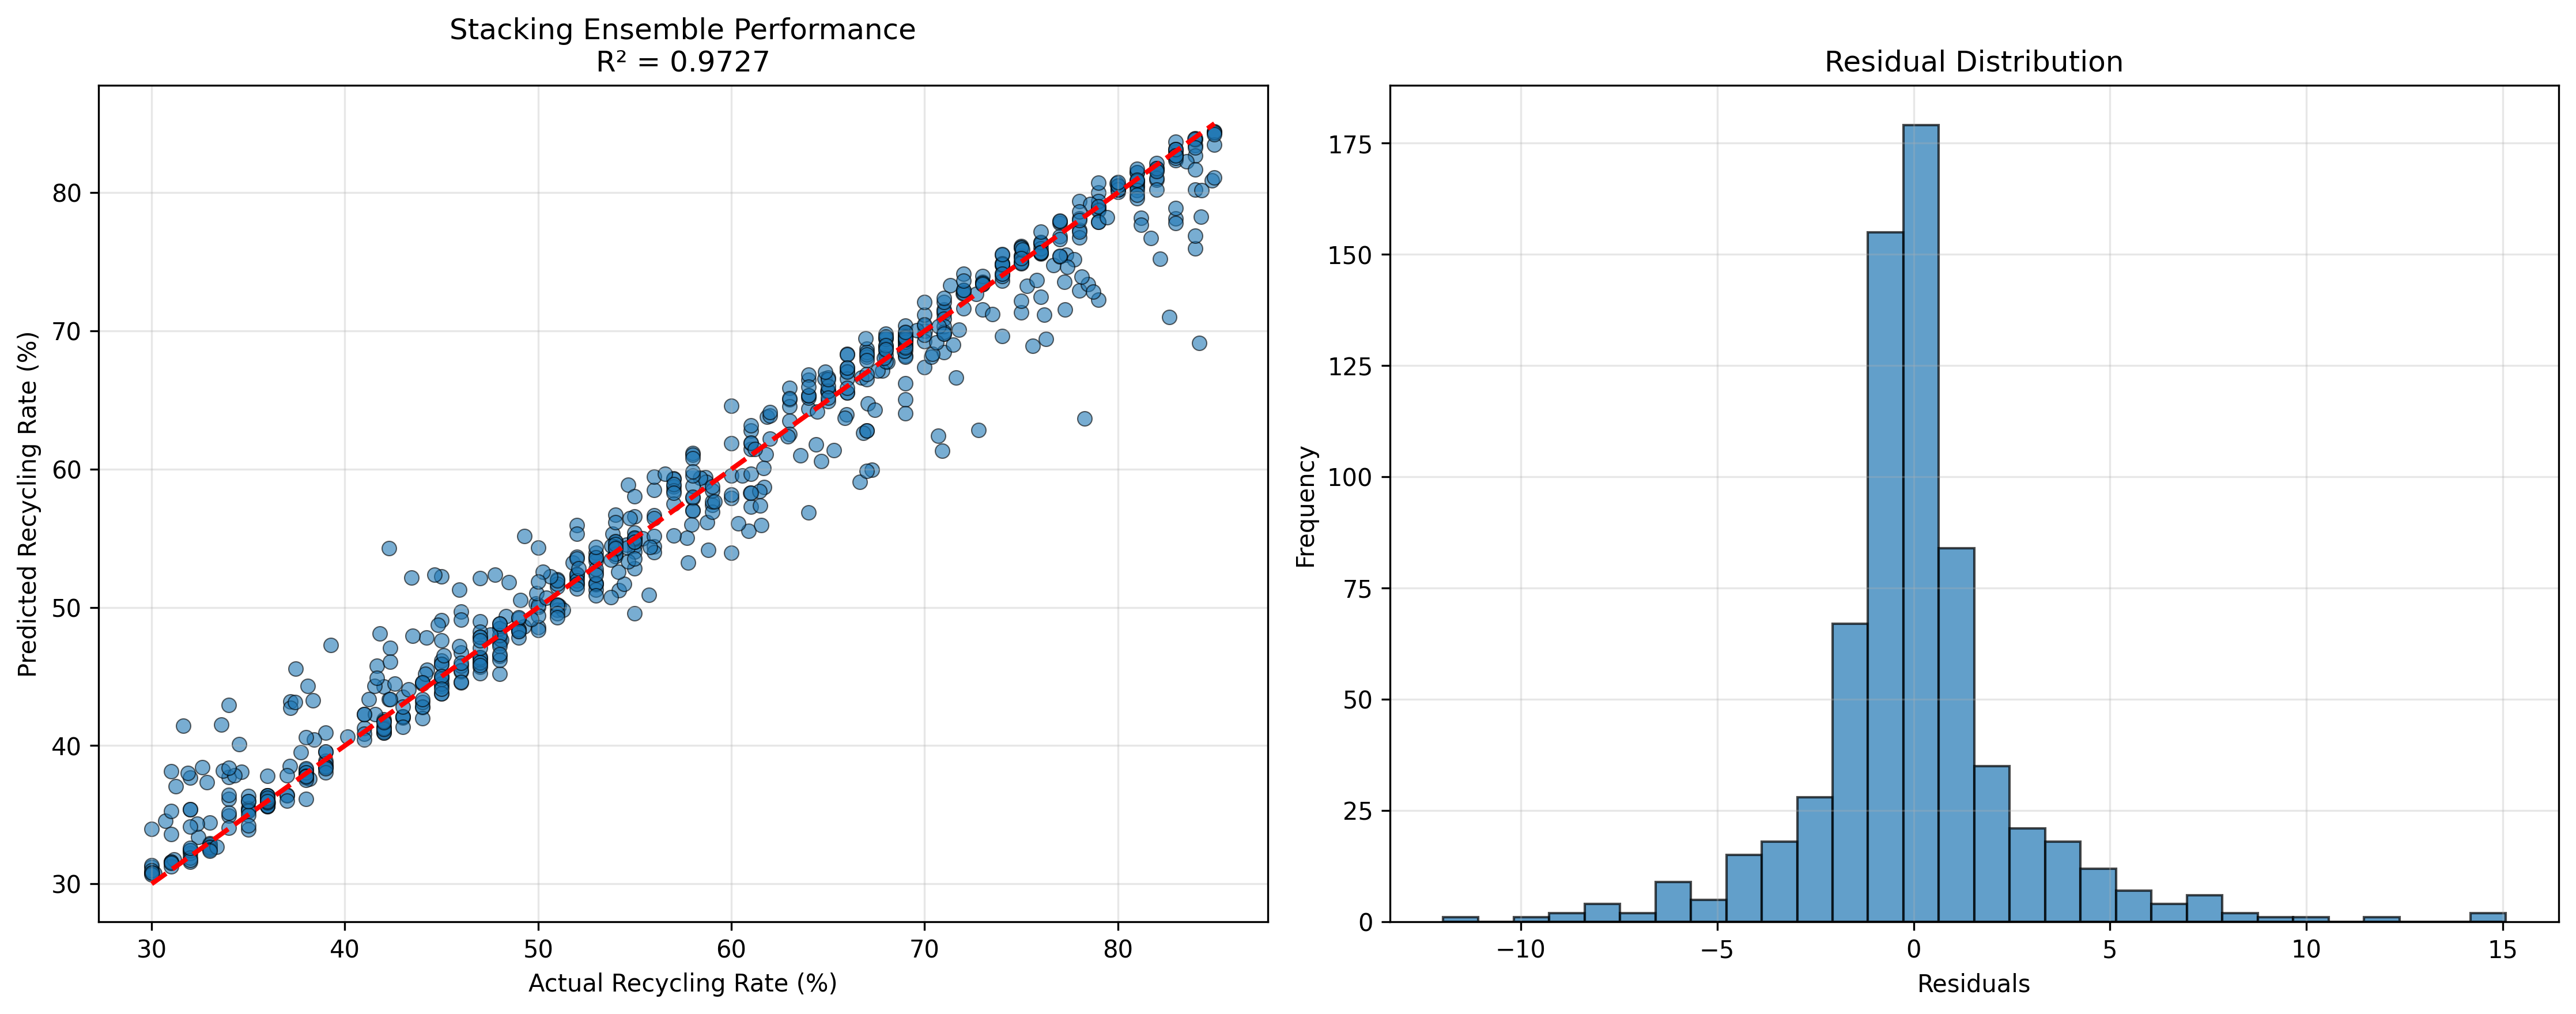 Stacking Ensemble Performance
R² = 0.9727
Predicted Recycling Rate (%)
80
70
60
50
40
30
30 40 50 60 70 80
Actual Recycling Rate (%)
Residual Distribution
Frequency
175
150
125
100
75
50
25
0
−10 −5 0 5 10 15
Residuals